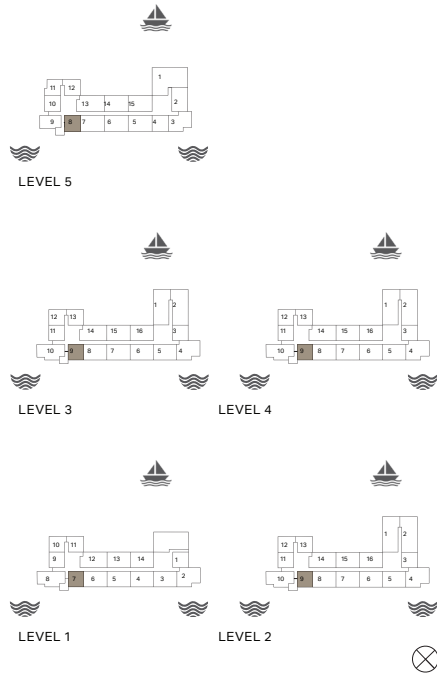 1
11 12
10 13 14 15 2
9 8 7 6 5 4 3
LEVEL 5
1 2
12 13
11 14 15 16 3
10 9 8 7 6 5 4
LEVEL 3
1 2
12 13
11 14 15 16 3
10 9 8 7 6 5 4
LEVEL 4
10 11
9 12 13 14 1
8 7 6 5 4 3 2
LEVEL 1
1 2
12 13
11 14 15 16 3
10 9 8 7 6 5 4
LEVEL 2